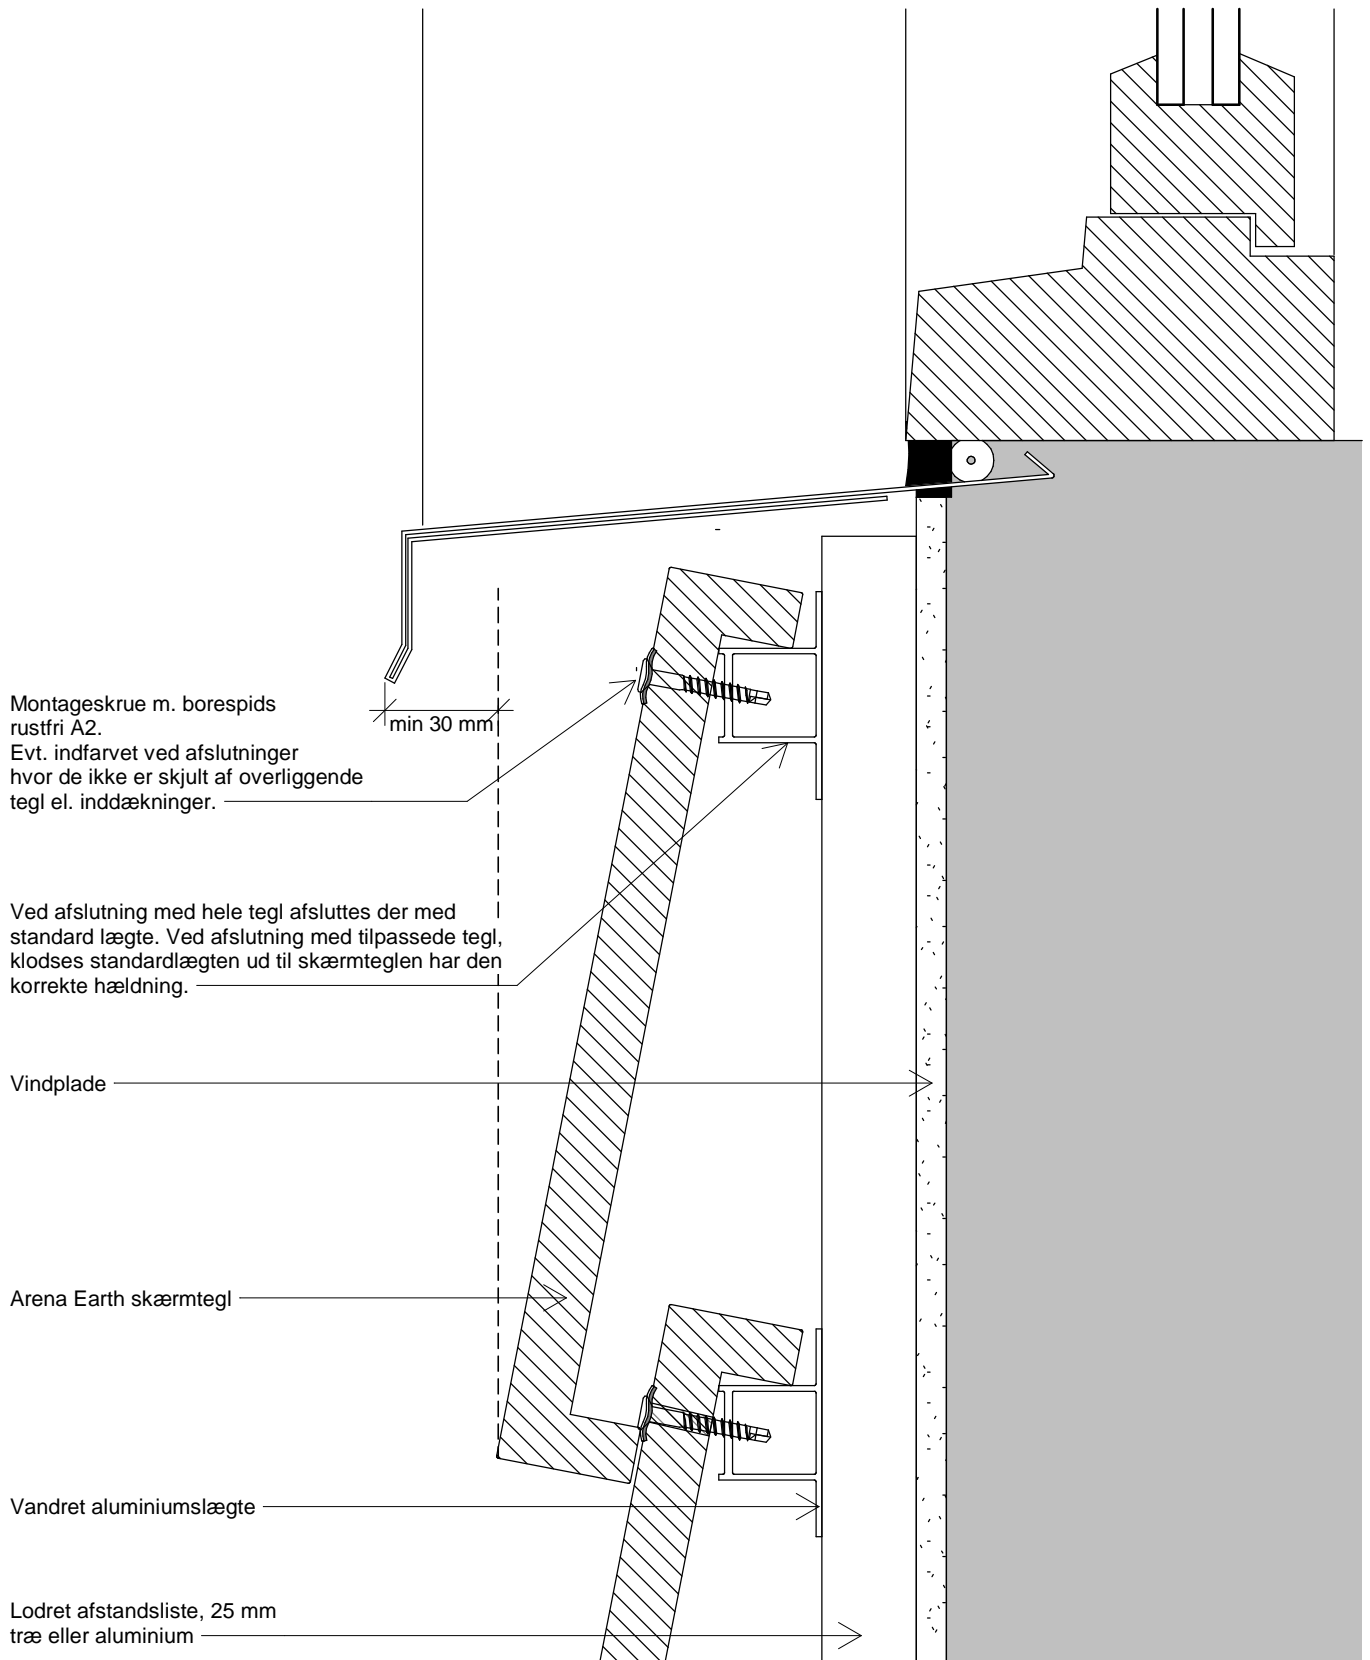 Montageskrue m. borespids
rustfri A2.
Evt. indfarvet ved afslutninger
hvor de ikke er skjult af overliggende
tegl el. inddækninger.
min 30 mm
Ved afslutning med hele tegl afsluttes der med
standard lægte. Ved afslutning med tilpassede tegl,
klodses standardlægten ud til skærmteglen har den
korrekte hældning.
Vindplade
Arena Earth skærmtegl
Vandret aluminiumslægte
Lodret afstandsliste, 25 mm
træ eller aluminium